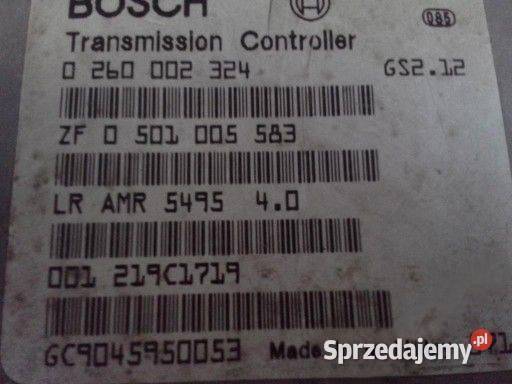 BOSCH
085
Transmission Controller
0 260 002 324 GS2.12
ZF 0 501 005 583
LR AMR 5495 4.0
001 219C1719
GC9045950053 Made
Sprzedajemy.pl